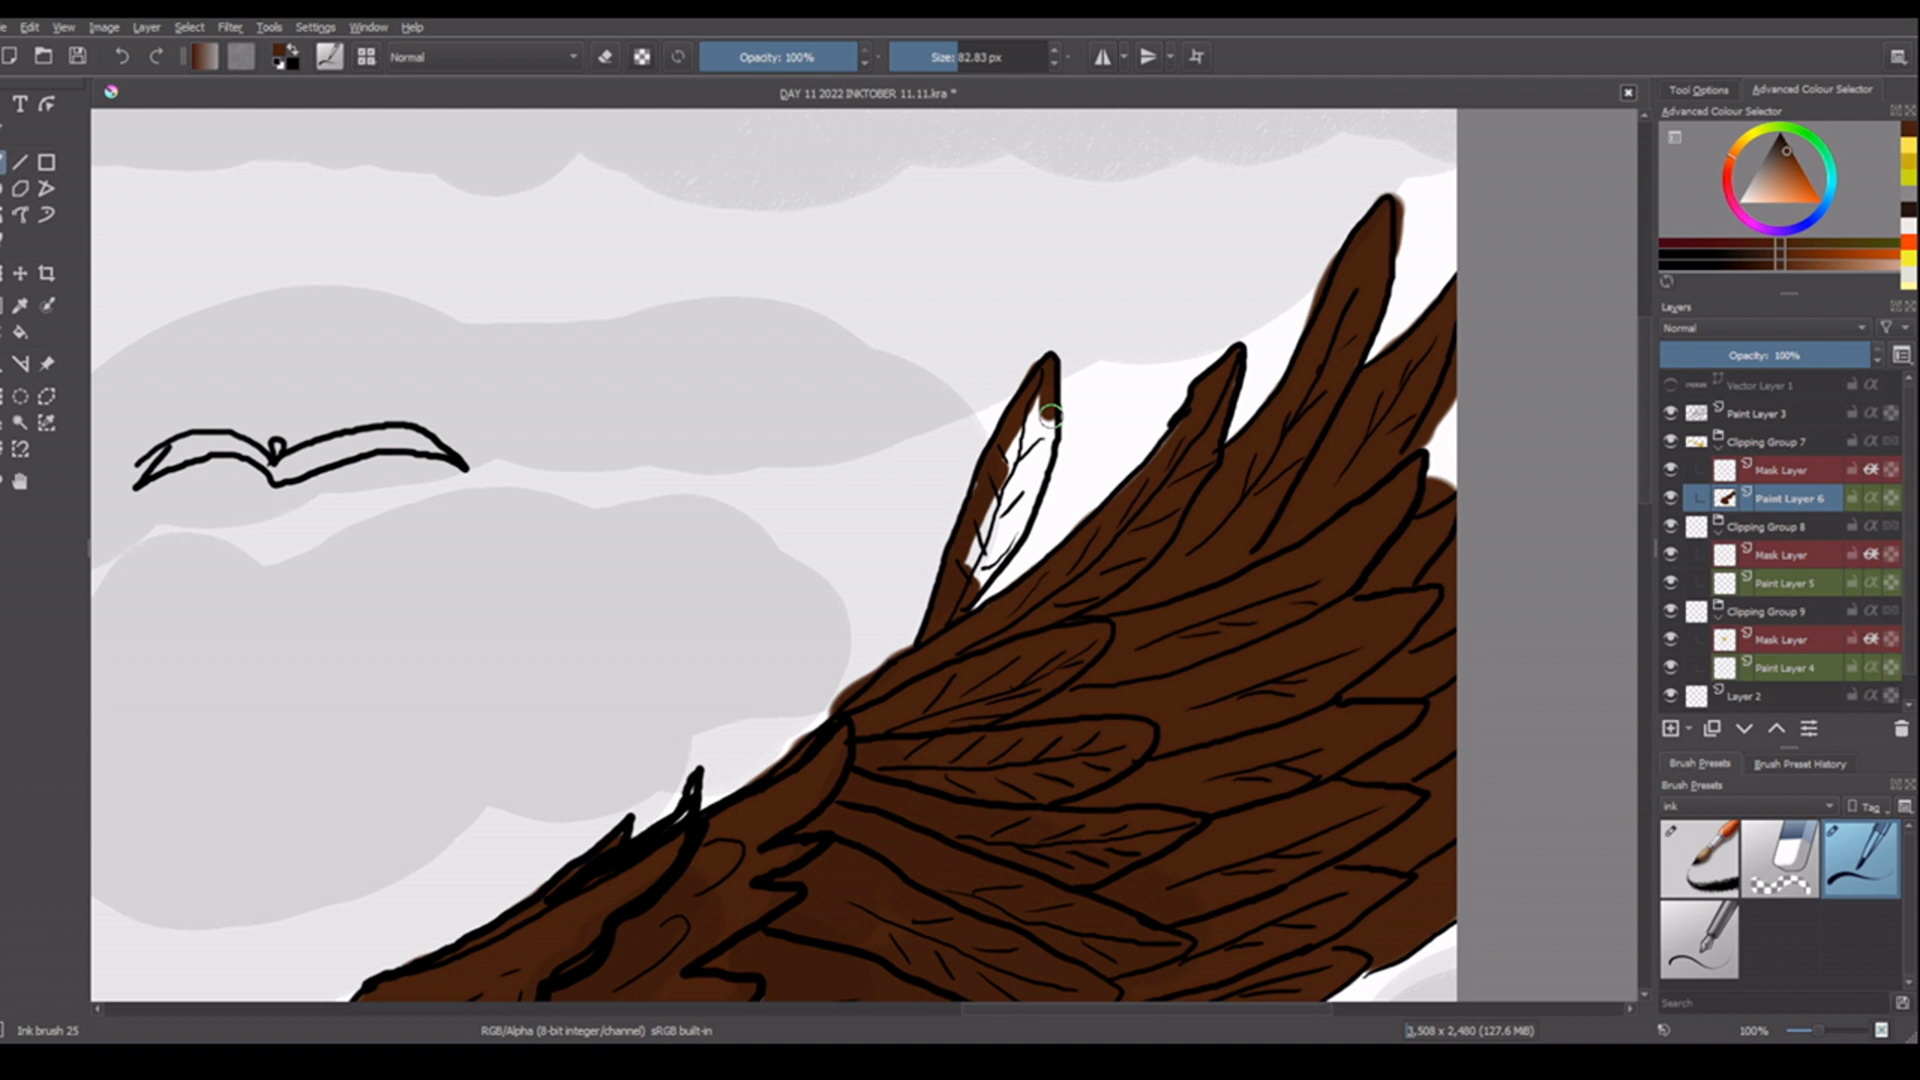 Edit View Image Layer Select Filter Tools Settings Window Help
Normal
Opacity: 100%
Size: 82.83 px
DAY 11 2022 INKTOBER 11.11.kra *
Tool Options Advanced Colour Selector
Advanced Colour Selector
Layers
Normal
Opacity: 100%
Vector Layer 1
Paint Layer 3
Clipping Group 7
Mask Layer
Paint Layer 6
Clipping Group 8
Mask Layer
Paint Layer 5
Clipping Group 9
Mask Layer
Paint Layer 4
Layer 2
Brush Presets Brush Preset History
Brush Presets
ink
Tag
Search
Ink brush 25
RGB/Alpha (8-bit integer/channel) sRGB built-in
3,508 x 2,480 (127.6 MiB)
100%